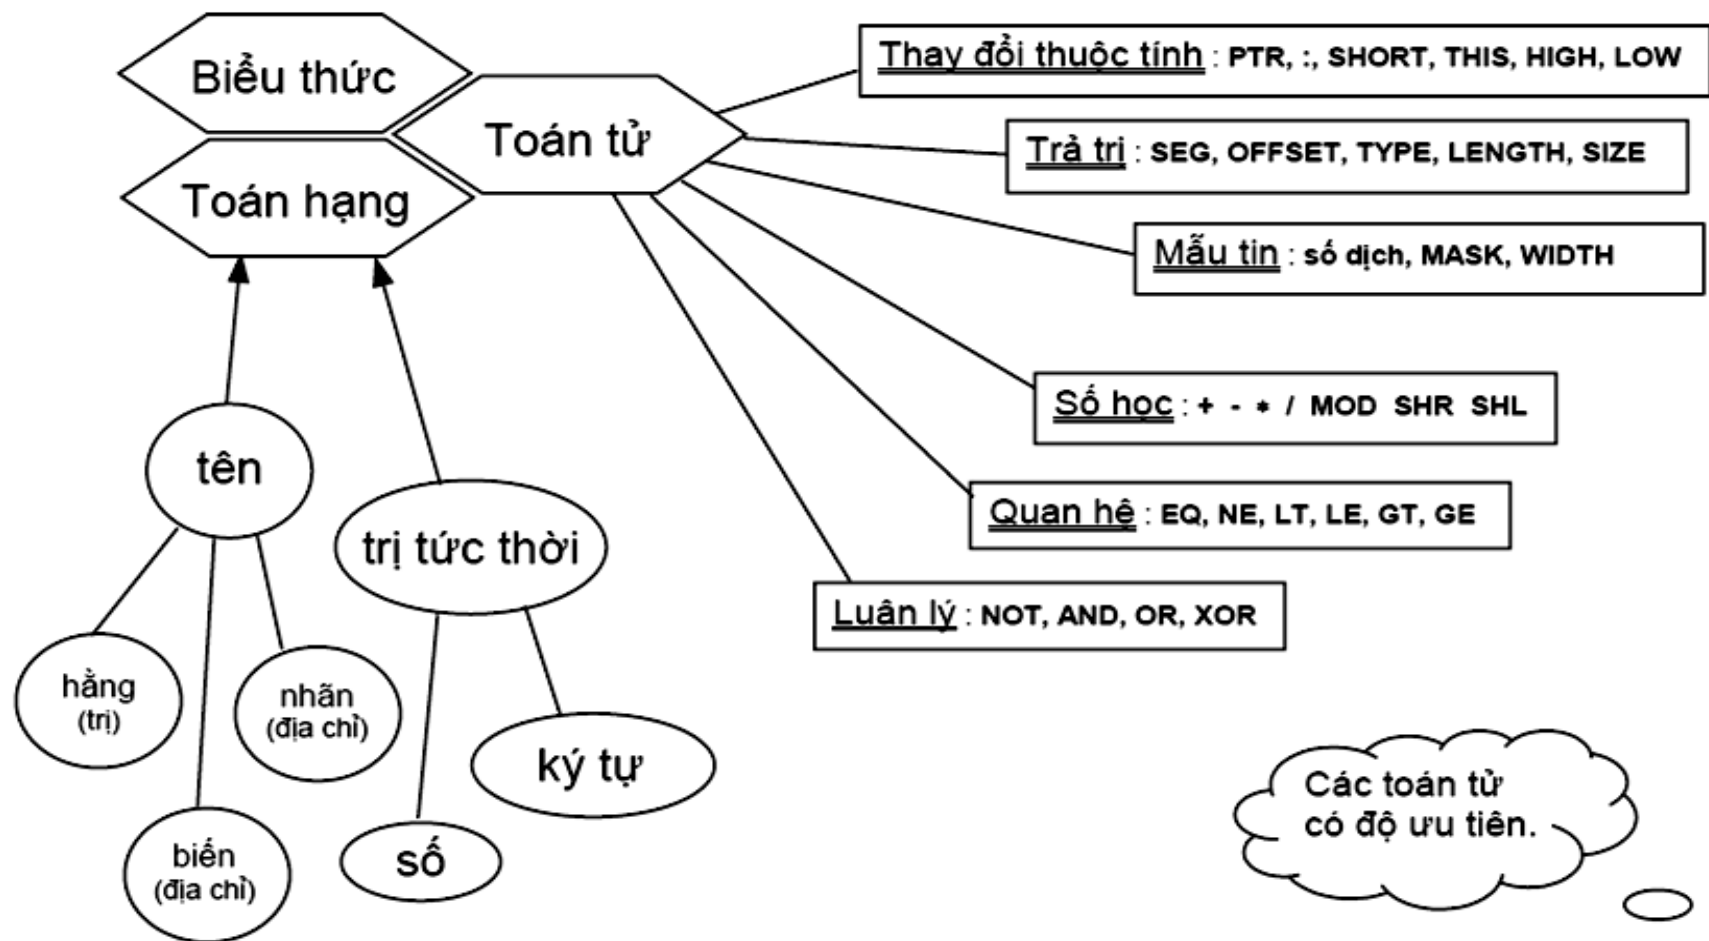 Biểu thức
Toán tử
Toán hạng
Thay đổi thuộc tính : PTR, :, SHORT, THIS, HIGH, LOW
Trả trị : SEG, OFFSET, TYPE, LENGTH, SIZE
Mẫu tin : số dịch, MASK, WIDTH
Số học : + - * / MOD SHR SHL
Quan hệ : EQ, NE, LT, LE, GT, GE
Luân lý : NOT, AND, OR, XOR
tên
trị tức thời
hằng
(trị)
nhãn
(địa chỉ)
biến
(địa chỉ)
số
ký tự
Các toán tử
có độ ưu tiên.